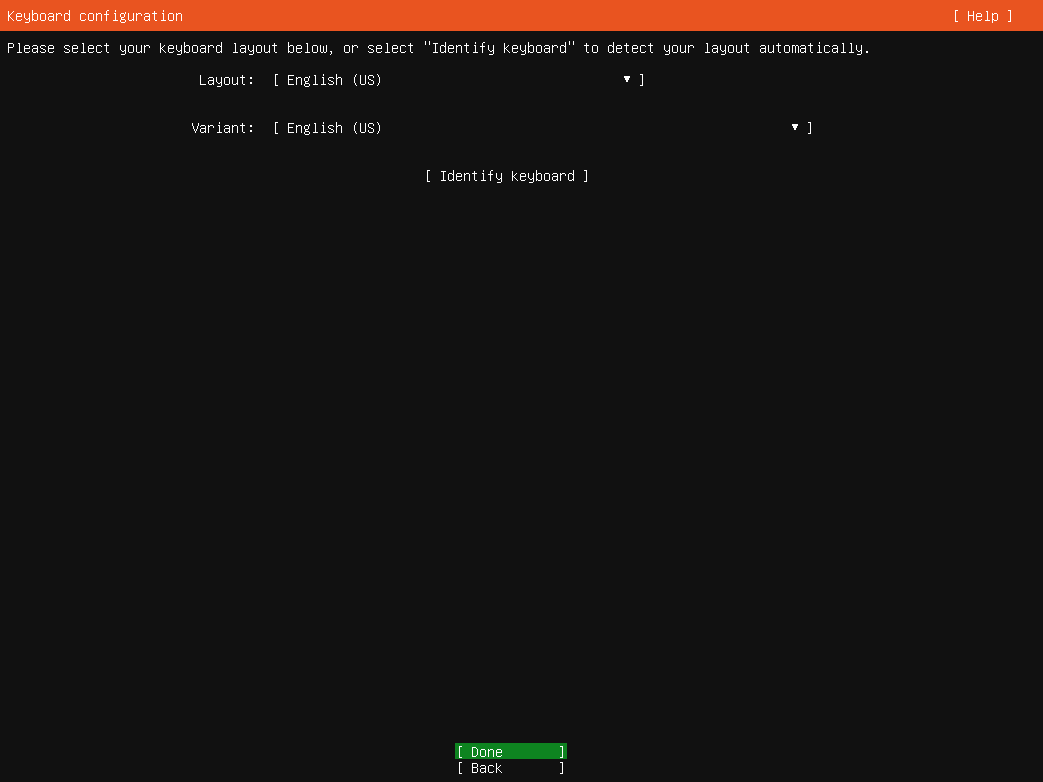 Keyboard configuration [ Help ]
Please select your keyboard layout below, or select "Identify keyboard" to detect your layout automatically.
Layout: [ English (US) ▼ ]
Variant: [ English (US) ▼ ]
[ Identify keyboard ]
[ Done ]
[ Back ]